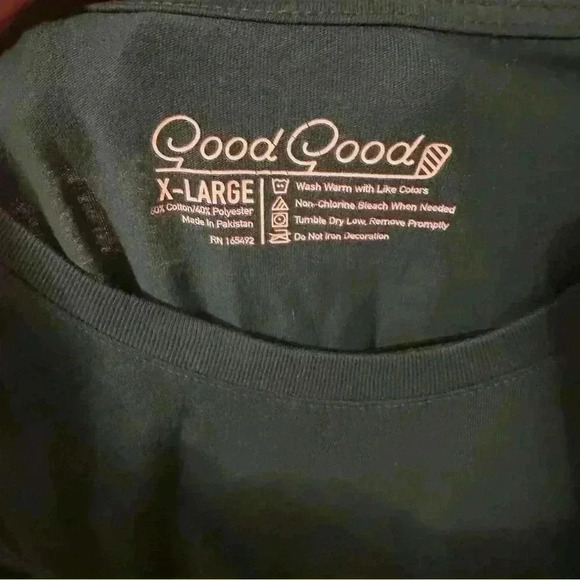 Good Good
X-LARGE
60% Cotton/40% Polyester
Made In Pakistan
RN 165492
Wash Warm with Like Colors
Non-Chlorine Bleach When Needed
Tumble Dry Low, Remove Promptly
Do Not Iron Decoration